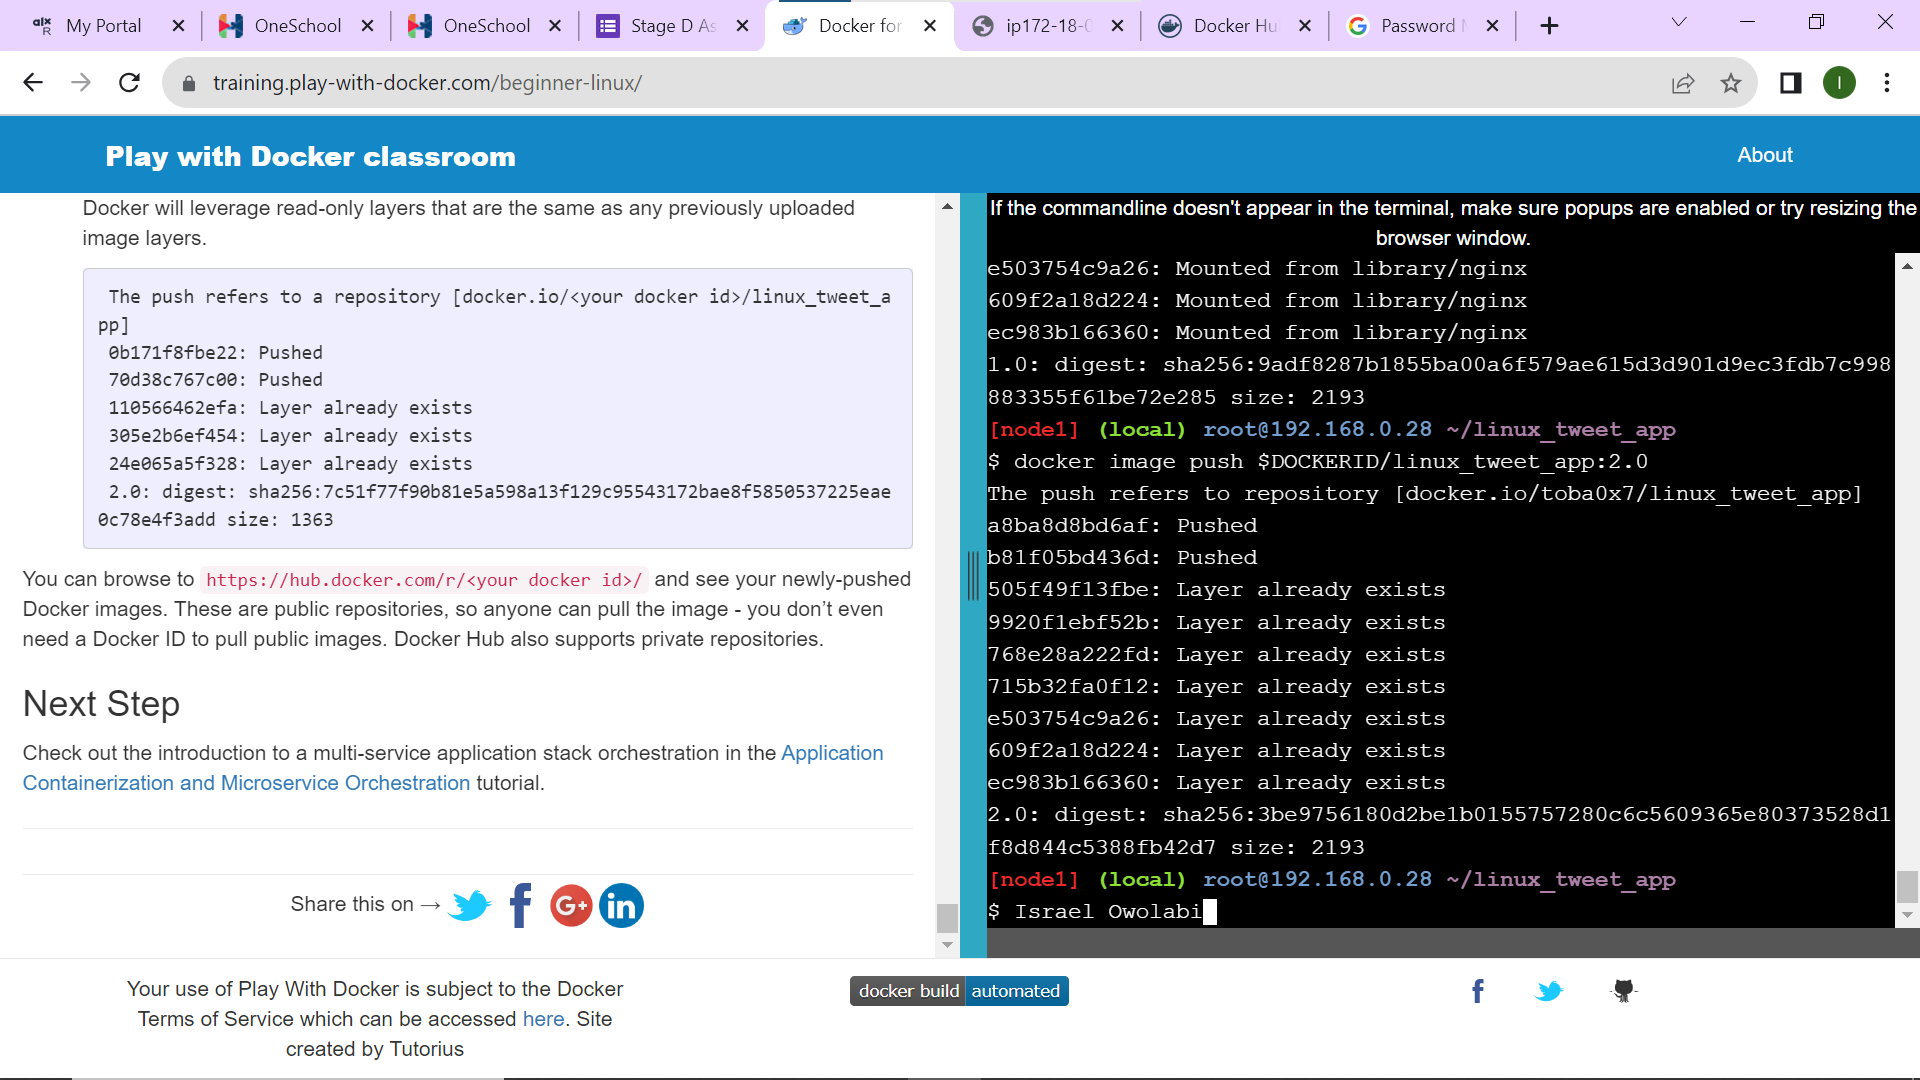 alx My Portal
OneSchool
OneSchool
Stage D As
Docker for
ip172-18-0
Docker Hu
Password M
training.play-with-docker.com/beginner-linux/
I
Play with Docker classroom
About
Docker will leverage read-only layers that are the same as any previously uploaded
image layers.
The push refers to a repository [docker.io/<your docker id>/linux_tweet_a
pp]
0b171f8fbe22: Pushed
70d38c767c00: Pushed
110566462efa: Layer already exists
305e2b6ef454: Layer already exists
24e065a5f328: Layer already exists
2.0: digest: sha256:7c51f77f90b81e5a598a13f129c95543172bae8f5850537225eae
0c78e4f3add size: 1363
You can browse to https://hub.docker.com/r/<your docker id>/ and see your newly-pushed
Docker images. These are public repositories, so anyone can pull the image - you don’t even
need a Docker ID to pull public images. Docker Hub also supports private repositories.
Next Step
Check out the introduction to a multi-service application stack orchestration in the Application
Containerization and Microservice Orchestration tutorial.
Share this on →
G+
in
If the commandline doesn't appear in the terminal, make sure popups are enabled or try resizing the
browser window.
e503754c9a26: Mounted from library/nginx
609f2a18d224: Mounted from library/nginx
ec983b166360: Mounted from library/nginx
1.0: digest: sha256:9adf8287b1855ba00a6f579ae615d3d901d9ec3fdb7c998
883355f61be72e285 size: 2193
[node1] (local) root@192.168.0.28 ~/linux_tweet_app
$ docker image push $DOCKERID/linux_tweet_app:2.0
The push refers to repository [docker.io/toba0x7/linux_tweet_app]
a8ba8d8bd6af: Pushed
b81f05bd436d: Pushed
505f49f13fbe: Layer already exists
9920f1ebf52b: Layer already exists
768e28a222fd: Layer already exists
715b32fa0f12: Layer already exists
e503754c9a26: Layer already exists
609f2a18d224: Layer already exists
ec983b166360: Layer already exists
2.0: digest: sha256:3be9756180d2be1b0155757280c6c5609365e80373528d1
f8d844c5388fb42d7 size: 2193
[node1] (local) root@192.168.0.28 ~/linux_tweet_app
$ Israel Owolabi
Your use of Play With Docker is subject to the Docker
Terms of Service which can be accessed here. Site
created by Tutorius
docker build automated